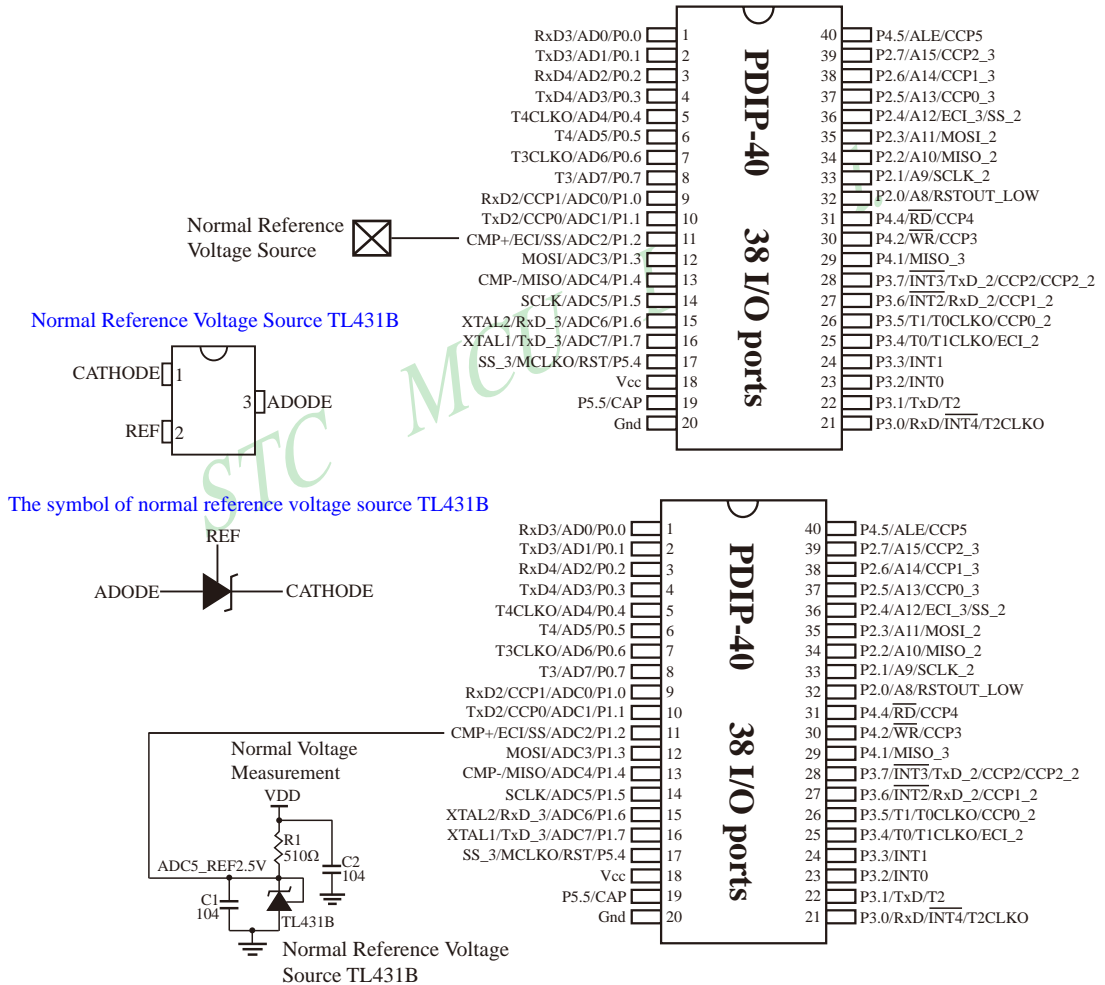 RxD3/AD0/P0.0 1 40 P4.5/ALE/CCP5
TxD3/AD1/P0.1 2 39 P2.7/A15/CCP2_3
RxD4/AD2/P0.2 3 38 P2.6/A14/CCP1_3
TxD4/AD3/P0.3 4 37 P2.5/A13/CCP0_3
T4CLKO/AD4/P0.4 5 36 P2.4/A12/ECI_3/SS_2
T4/AD5/P0.5 6 35 P2.3/A11/MOSI_2
T3CLKO/AD6/P0.6 7 34 P2.2/A10/MISO_2
T3/AD7/P0.7 8 33 P2.1/A9/SCLK_2
RxD2/CCP1/ADC0/P1.0 9 32 P2.0/A8/RSTOUT_LOW
TxD2/CCP0/ADC1/P1.1 10 31 P4.4/RD/CCP4
CMP+/ECI/SS/ADC2/P1.2 11 30 P4.2/WR/CCP3
MOSI/ADC3/P1.3 12 29 P4.1/MISO_3
CMP-/MISO/ADC4/P1.4 13 28 P3.7/INT3/TxD_2/CCP2/CCP2_2
SCLK/ADC5/P1.5 14 27 P3.6/INT2/RxD_2/CCP1_2
XTAL2/RxD_3/ADC6/P1.6 15 26 P3.5/T1/T0CLKO/CCP0_2
XTAL1/TxD_3/ADC7/P1.7 16 25 P3.4/T0/T1CLKO/ECI_2
SS_3/MCLKO/RST/P5.4 17 24 P3.3/INT1
Vcc 18 23 P3.2/INT0
P5.5/CAP 19 22 P3.1/TxD/T2
Gnd 20 21 P3.0/RxD/INT4/T2CLKO
PDIP-40 38 I/O ports
Normal Reference
Voltage Source
Normal Reference Voltage Source TL431B
CATHODE 1
3 ADODE
REF 2
STC MCU
The symbol of normal reference voltage source TL431B
REF
ADODE CATHODE
RxD3/AD0/P0.0 1 40 P4.5/ALE/CCP5
TxD3/AD1/P0.1 2 39 P2.7/A15/CCP2_3
RxD4/AD2/P0.2 3 38 P2.6/A14/CCP1_3
TxD4/AD3/P0.3 4 37 P2.5/A13/CCP0_3
T4CLKO/AD4/P0.4 5 36 P2.4/A12/ECI_3/SS_2
T4/AD5/P0.5 6 35 P2.3/A11/MOSI_2
T3CLKO/AD6/P0.6 7 34 P2.2/A10/MISO_2
T3/AD7/P0.7 8 33 P2.1/A9/SCLK_2
RxD2/CCP1/ADC0/P1.0 9 32 P2.0/A8/RSTOUT_LOW
TxD2/CCP0/ADC1/P1.1 10 31 P4.4/RD/CCP4
CMP+/ECI/SS/ADC2/P1.2 11 30 P4.2/WR/CCP3
MOSI/ADC3/P1.3 12 29 P4.1/MISO_3
CMP-/MISO/ADC4/P1.4 13 28 P3.7/INT3/TxD_2/CCP2/CCP2_2
SCLK/ADC5/P1.5 14 27 P3.6/INT2/RxD_2/CCP1_2
XTAL2/RxD_3/ADC6/P1.6 15 26 P3.5/T1/T0CLKO/CCP0_2
XTAL1/TxD_3/ADC7/P1.7 16 25 P3.4/T0/T1CLKO/ECI_2
SS_3/MCLKO/RST/P5.4 17 24 P3.3/INT1
Vcc 18 23 P3.2/INT0
P5.5/CAP 19 22 P3.1/TxD/T2
Gnd 20 21 P3.0/RxD/INT4/T2CLKO
PDIP-40 38 I/O ports
Normal Voltage
Measurement
VDD
R1
510Ω
C2
104
ADC5_REF2.5V
C1
104
TL431B
Normal Reference Voltage
Source TL431B